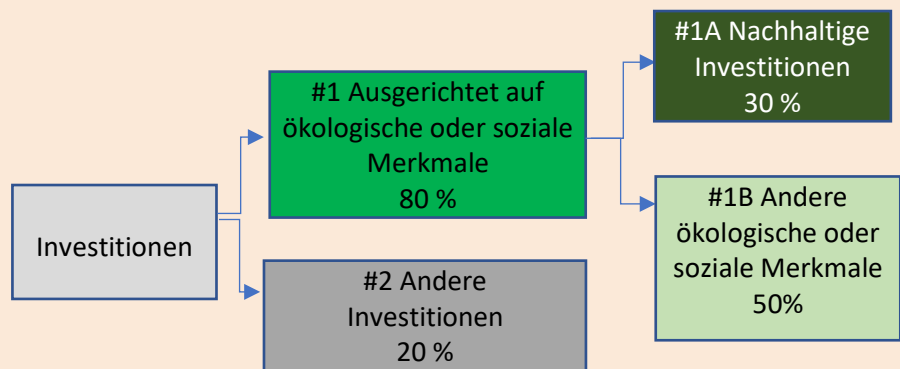 #1A Nachhaltige
Investitionen
30 %
#1 Ausgerichtet auf
ökologische oder soziale
Merkmale
80 %
#1B Andere
ökologische oder
soziale Merkmale
50%
Investitionen
#2 Andere
Investitionen
20 %